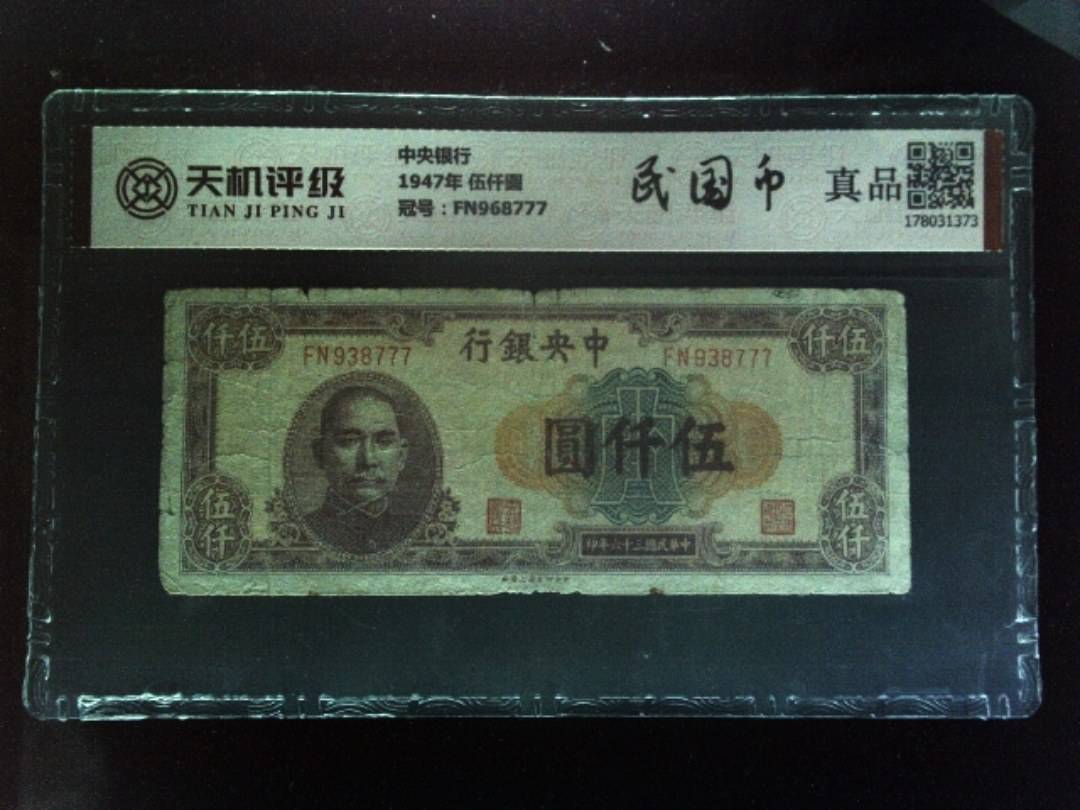 天机评级
TIAN JI PING JI
中央银行
1947年 伍仟圆
冠号：FN968777
民国币
真品
178031373
伍仟
行銀央中
仟伍
FN938777
FN938777
圓仟伍
伍仟
伍仟
印年六十三國民華中